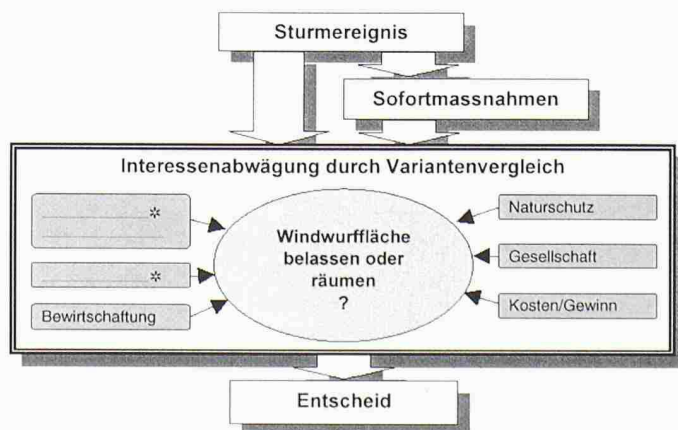 Sturmereignis
Sofortmassnahmen
Interessenabwägung durch Variantenvergleich
*
*
Bewirtschaftung
Windwurffläche
belassen oder
räumen
?
Naturschutz
Gesellschaft
Kosten/Gewinn
Entscheid